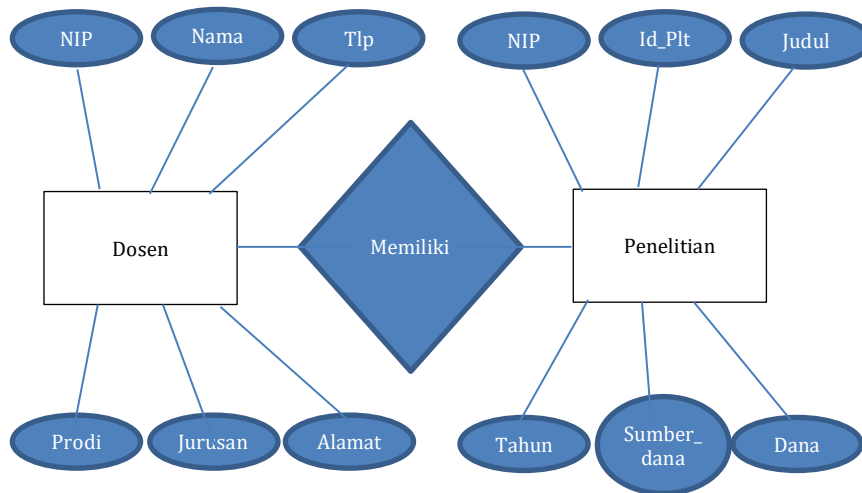 NIP
Nama
Tlp
NIP
Id_Plt
Judul
Dosen
Memiliki
Penelitian
Prodi
Jurusan
Alamat
Tahun
Sumber_
dana
Dana